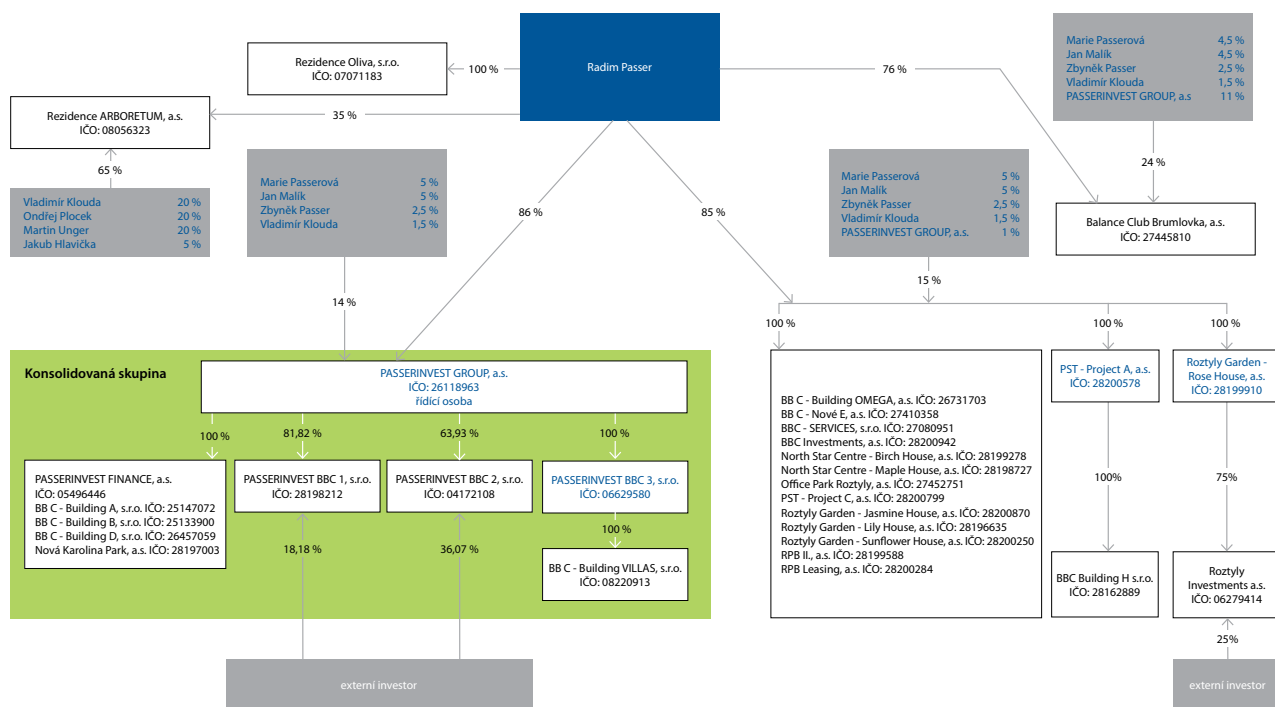 Radim Passer
Rezidence Oliva, s.r.o.
IČO: 07071183
100 %
76 %
Marie Passerová 4,5 %
Jan Malík 4,5 %
Zbyněk Passer 2,5 %
Vladimír Klouda 1,5 %
PASSERINVEST GROUP, a.s 11 %
Rezidence ARBORETUM, a.s.
IČO: 08056323
35 %
65 %
24 %
Vladimír Klouda 20 %
Ondřej Plocek 20 %
Martin Unger 20 %
Jakub Hlavička 5 %
Marie Passerová 5 %
Jan Malík 5 %
Zbyněk Passer 2,5 %
Vladimír Klouda 1,5 %
86 %
85 %
Marie Passerová 5 %
Jan Malík 5 %
Zbyněk Passer 2,5 %
Vladimír Klouda 1,5 %
PASSERINVEST GROUP, a.s. 1 %
Balance Club Brumlovka, a.s.
IČO: 27445810
14 %
15 %
100 %
100 %
100 %
Konsolidovaná skupina
PASSERINVEST GROUP, a.s.
IČO: 26118963
řídící osoba
100 %
81,82 %
63,93 %
100 %
PASSERINVEST FINANCE, a.s.
IČO: 05496446
BB C - Building A, s.r.o. IČO: 25147072
BB C - Building B, s.r.o. IČO: 25133900
BB C - Building D, s.r.o. IČO: 26457059
Nová Karolina Park, a.s. IČO: 28197003
PASSERINVEST BBC 1, s.r.o.
IČO: 28198212
PASSERINVEST BBC 2, s.r.o.
IČO: 04172108
PASSERINVEST BBC 3, s.r.o.
IČO: 06629580
100 %
18,18 %
36,07 %
BB C - Building VILLAS, s.r.o.
IČO: 08220913
externí investor
BB C - Building OMEGA, a.s. IČO: 26731703
BB C - Nové E, a.s. IČO: 27410358
BBC - SERVICES, s.r.o. IČO: 27080951
BBC Investments, a.s. IČO: 28200942
North Star Centre - Birch House, a.s. IČO: 28199278
North Star Centre - Maple House, a.s. IČO: 28198727
Office Park Roztyly, a.s. IČO: 27452751
PST - Project C, a.s. IČO: 28200799
Roztyly Garden - Jasmine House, a.s. IČO: 28200870
Roztyly Garden - Lily House, a.s. IČO: 28196635
Roztyly Garden - Sunflower House, a.s. IČO: 28200250
RPB II., a.s. IČO: 28199588
RPB Leasing, a.s. IČO: 28200284
PST - Project A, a.s.
IČO: 28200578
Roztyly Garden -
Rose House, a.s.
IČO: 28199910
100%
75%
BBC Building H s.r.o.
IČO: 28162889
Roztyly
Investments a.s.
IČO: 06279414
25%
externí investor